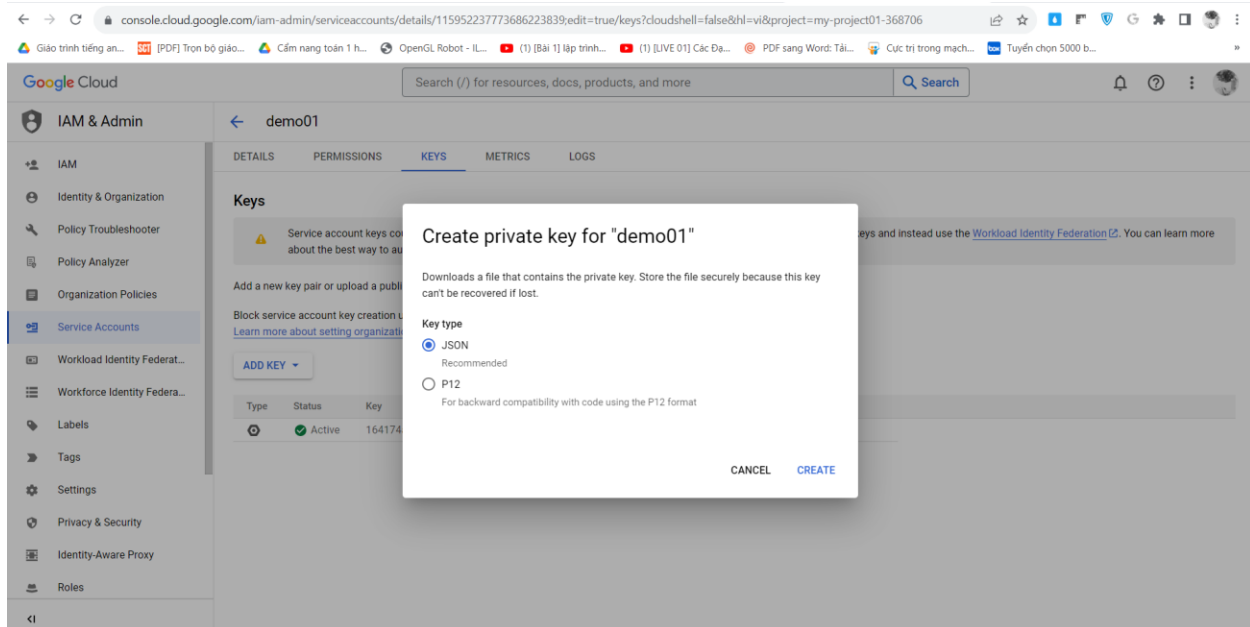 console.cloud.google.com/iam-admin/serviceaccounts/details/115952237773686223839;edit=true/keys?cloudshell=false&hl=vi&project=my-project01-368706
Giáo trình tiếng an... [PDF] Trọn bộ giáo... Cẩm nang toán 1 h... OpenGL Robot - IL... (1) [Bài 1] lập trình... (1) [LIVE 01] Các Đạ... PDF sang Word: Tải... Cực trị trong mạch... Tuyển chọn 5000 b... »
Google Cloud
Search (/) for resources, docs, products, and more
Search
IAM & Admin
demo01
DETAILS PERMISSIONS KEYS METRICS LOGS
IAM
Identity & Organization
Policy Troubleshooter
Policy Analyzer
Organization Policies
Service Accounts
Workload Identity Federat...
Workforce Identity Federa...
Labels
Tags
Settings
Privacy & Security
Identity-Aware Proxy
Roles
Keys
Service account keys co
eys and instead use the Workload Identity Federation. You can learn more
about the best way to au
Add a new key pair or upload a publi
Block service account key creation u
Learn more about setting organizati
ADD KEY
Type Status Key
Active 164174
Create private key for "demo01"
Downloads a file that contains the private key. Store the file securely because this key
can't be recovered if lost.
Key type
JSON
Recommended
P12
For backward compatibility with code using the P12 format
CANCEL CREATE